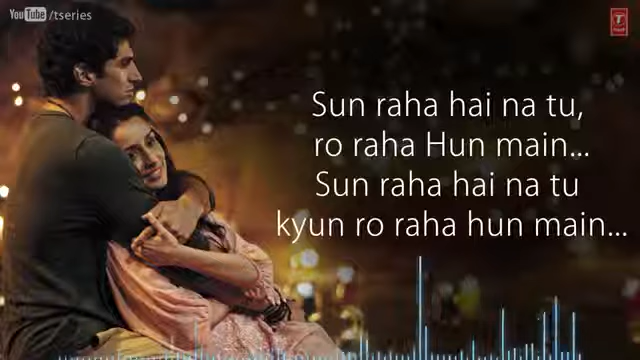 YouTube /tseries
T-SERIES
Sun raha hai na tu,
ro raha Hun main...
Sun raha hai na tu
kyun ro raha hun main...